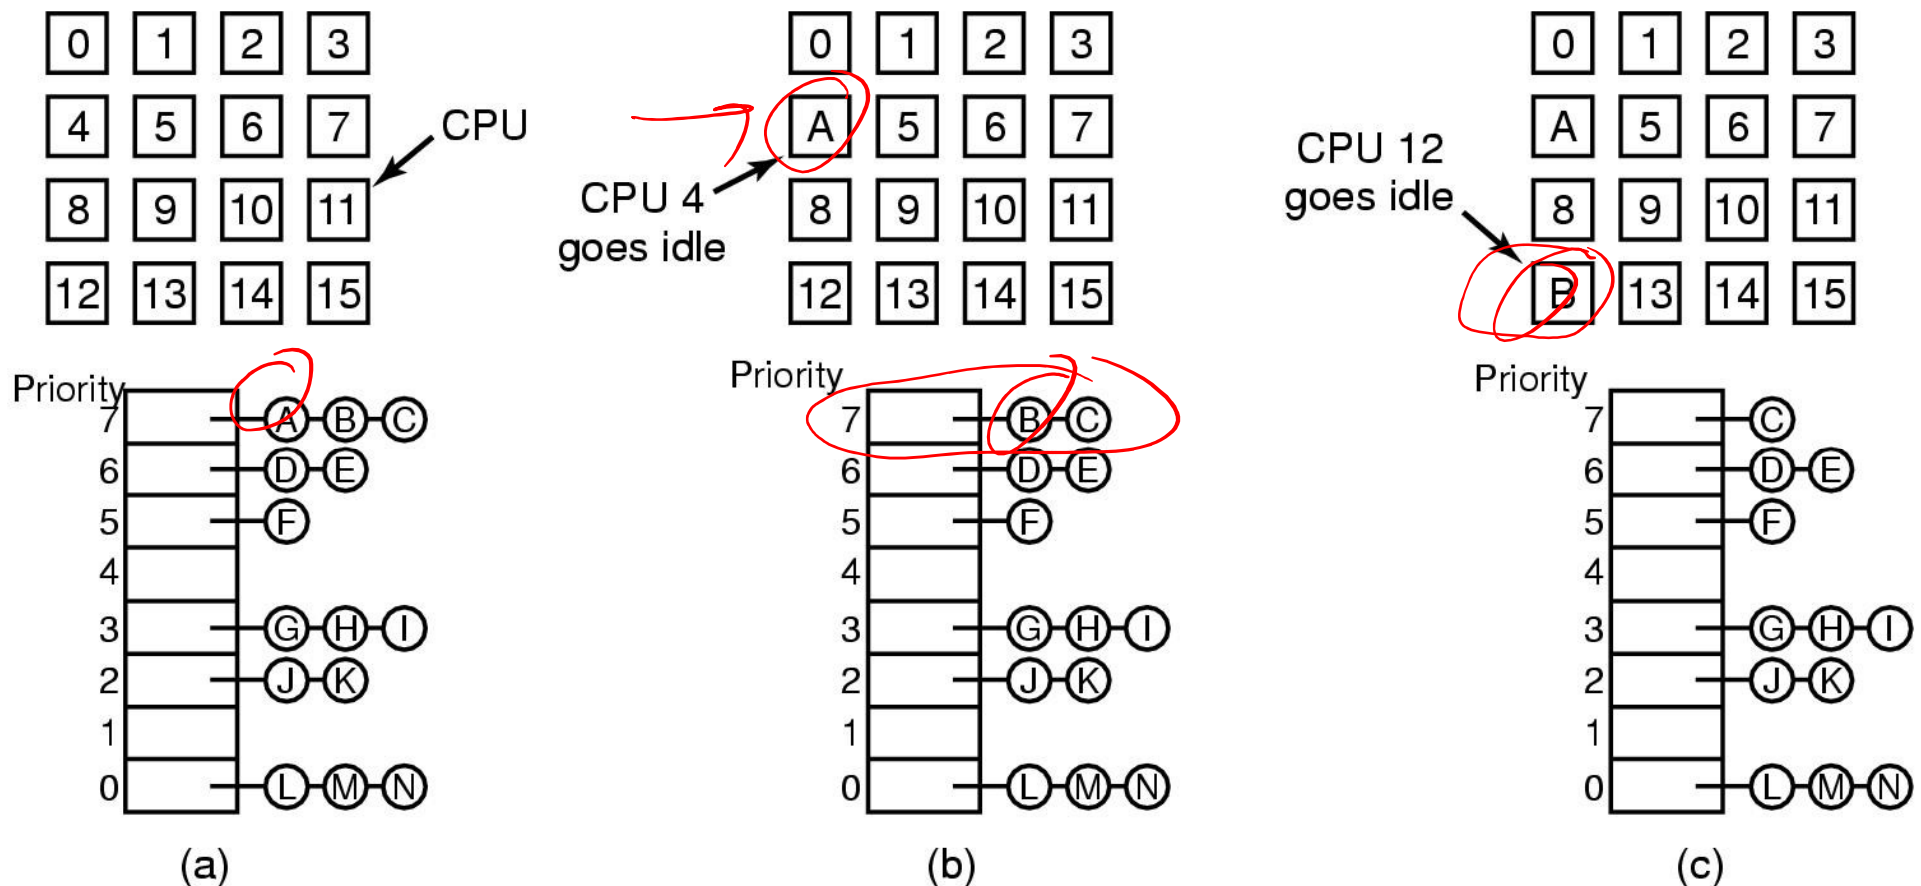 0 1 2 3
4 5 6 7
8 9 10 11
12 13 14 15
CPU
Priority
7 A B C
6 D E
5 F
4
3 G H I
2 J K
1
0 L M N
(a)
0 1 2 3
A 5 6 7
8 9 10 11
12 13 14 15
CPU 4
goes idle
Priority
7 B C
6 D E
5 F
4
3 G H I
2 J K
1
0 L M N
(b)
0 1 2 3
A 5 6 7
8 9 10 11
B 13 14 15
CPU 12
goes idle
Priority
7 C
6 D E
5 F
4
3 G H I
2 J K
1
0 L M N
(c)